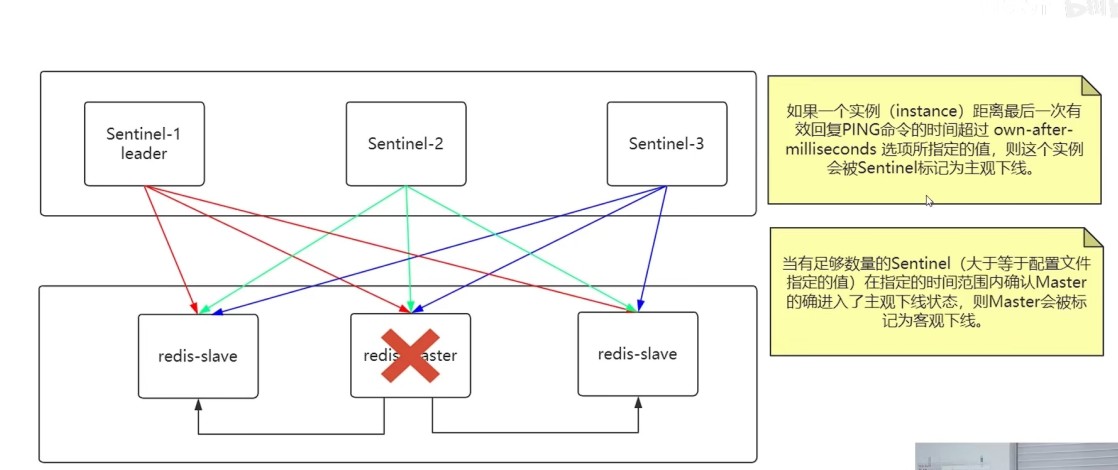 Sentinel-1
leader
Sentinel-2
Sentinel-3
如果一个实例（instance）距离最后一次有
效回复PING命令的时间超过 own-after-
milliseconds 选项所指定的值，则这个实例
会被Sentinel标记为主观下线。
当有足够数量的Sentinel（大于等于配置文件
指定的值）在指定的时间范围内确认Master
的确进入了主观下线状态，则Master会被标
记为客观下线。
redis-slave
redis aster
redis-slave